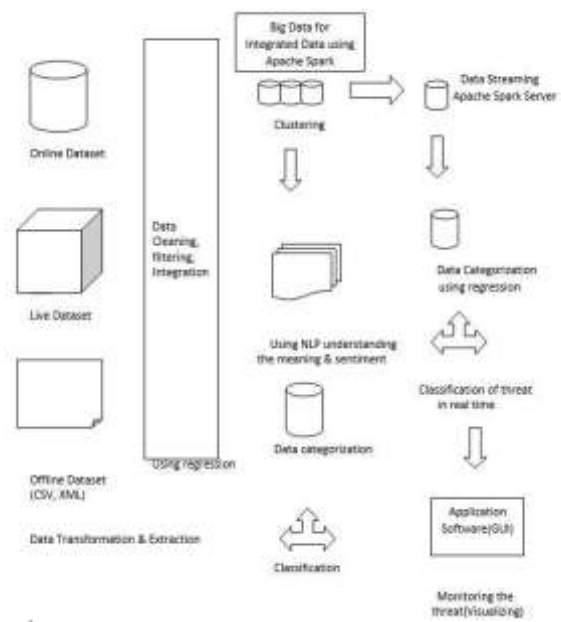 Big Data for
Integrated Data using
Apache Spark
Data Streaming
Apache Spark Server
Clustering
Online Dataset
Data
Cleaning,
filtering,
Integration
Data Categorization
using regression
Live Dataset
Using NLP understanding
the meaning & sentiment
Classification of threat
in real time
Data categorization
Using regression
Offline Dataset
(CSV, XML)
Application
Software(GUI)
Data Transformation & Extraction
Classification
Monitoring the
threat(Visualizing)